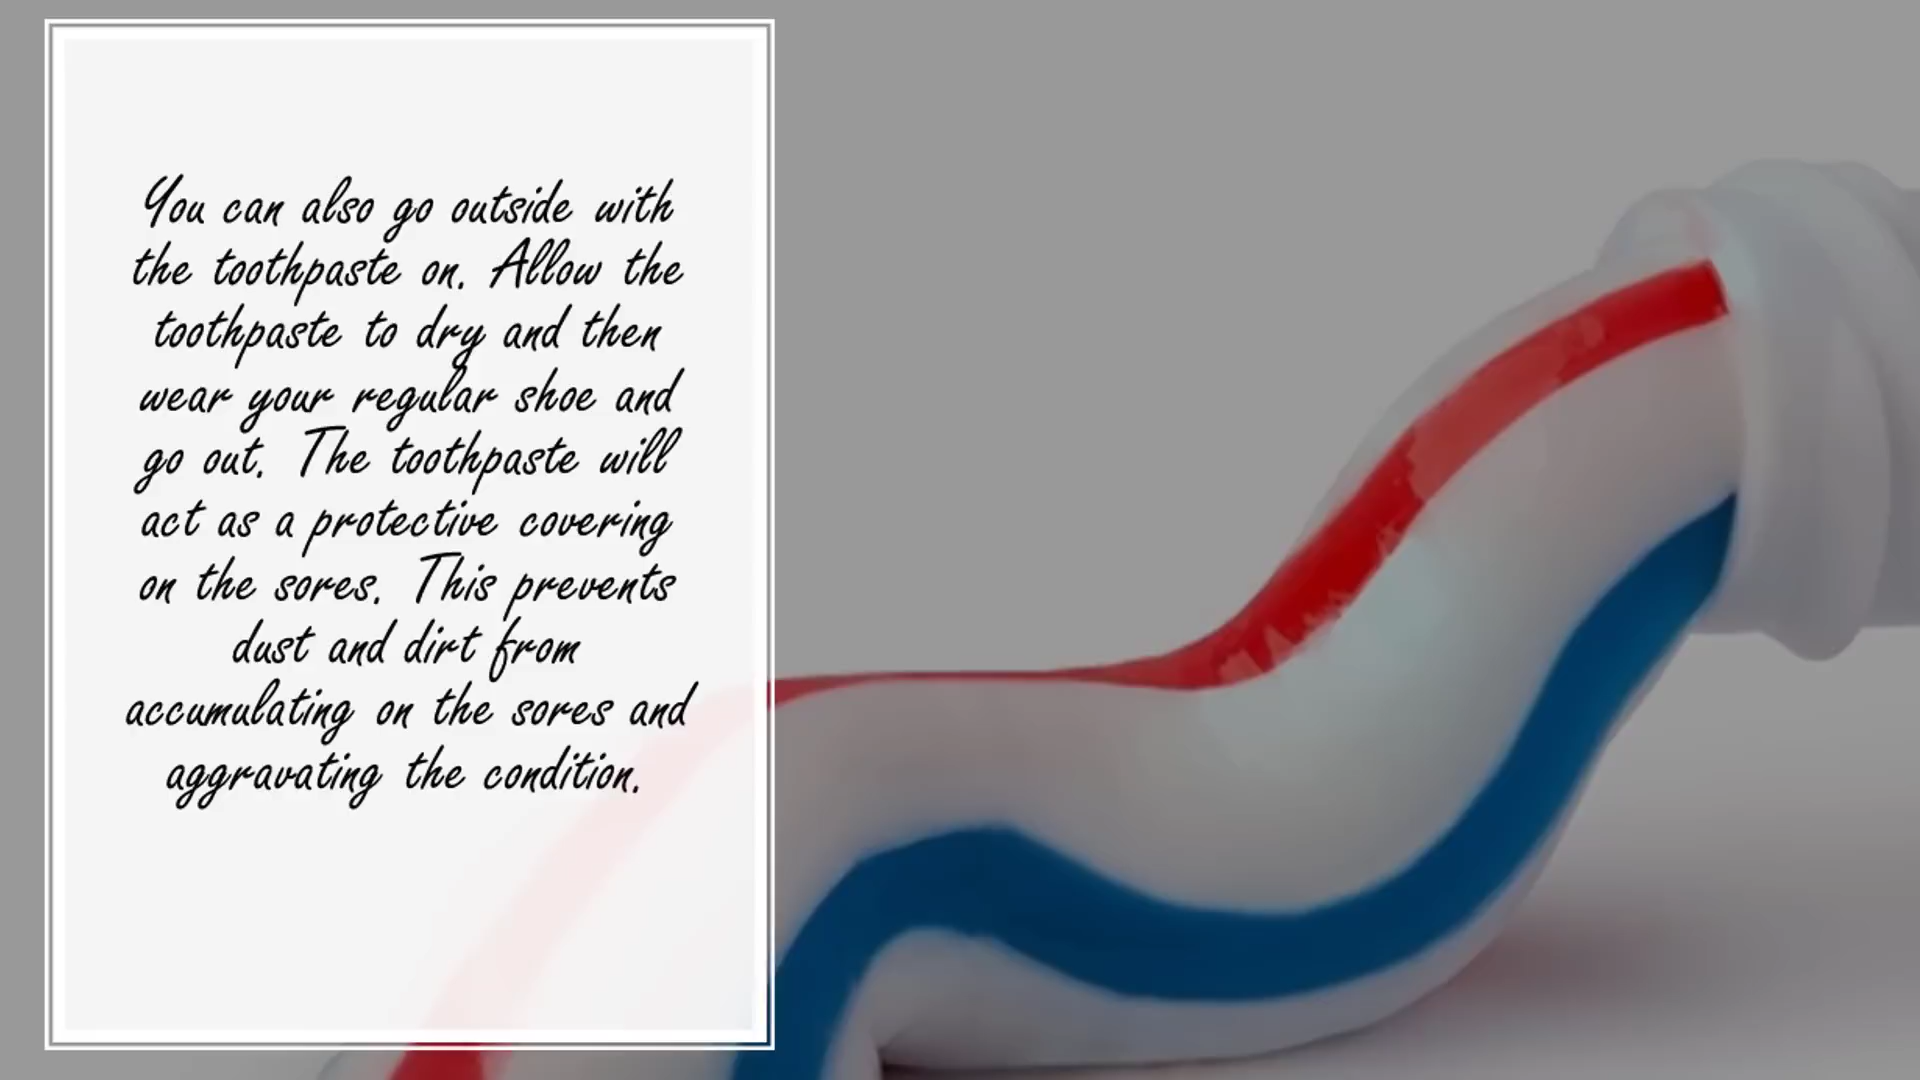 You can also go outside with
the toothpaste on. Allow the
toothpaste to dry and then
wear your regular shoe and
go out. The toothpaste will
act as a protective covering
on the sores. This prevents
dust and dirt from
accumulating on the sores and
aggravating the condition.